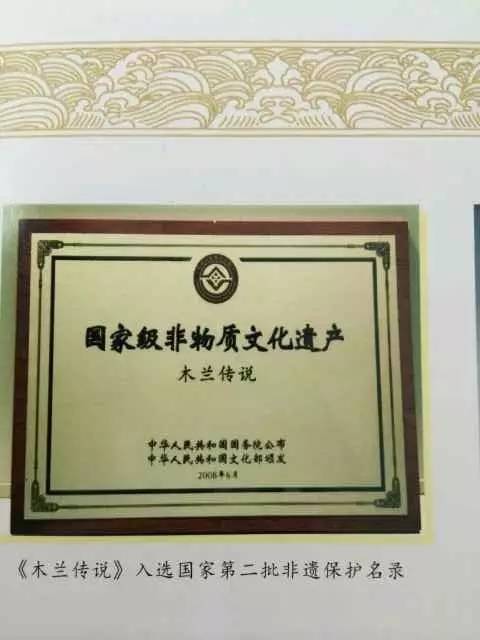 国家级非物质文化遗产
木兰传说
中华人民共和国国务院公布
中华人民共和国文化部颁发
2008年6月
《木兰传说》入选国家第二批非遗保护名录